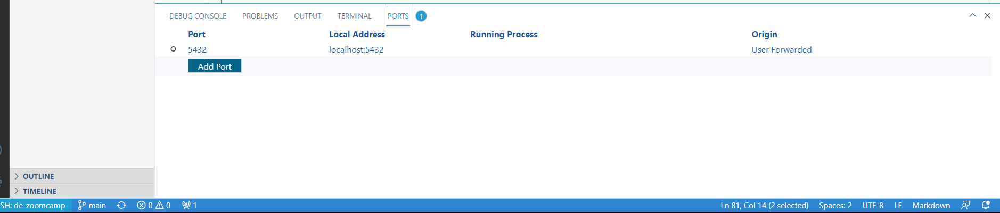 DEBUG CONSOLE PROBLEMS OUTPUT TERMINAL PORTS 1
Port Local Address Running Process Origin
5432 localhost:5432 User Forwarded
Add Port
OUTLINE
TIMELINE
SH: de-zoomcamp main 0 0 1 Ln 81, Col 14 (2 selected) Spaces: 2 UTF-8 LF Markdown